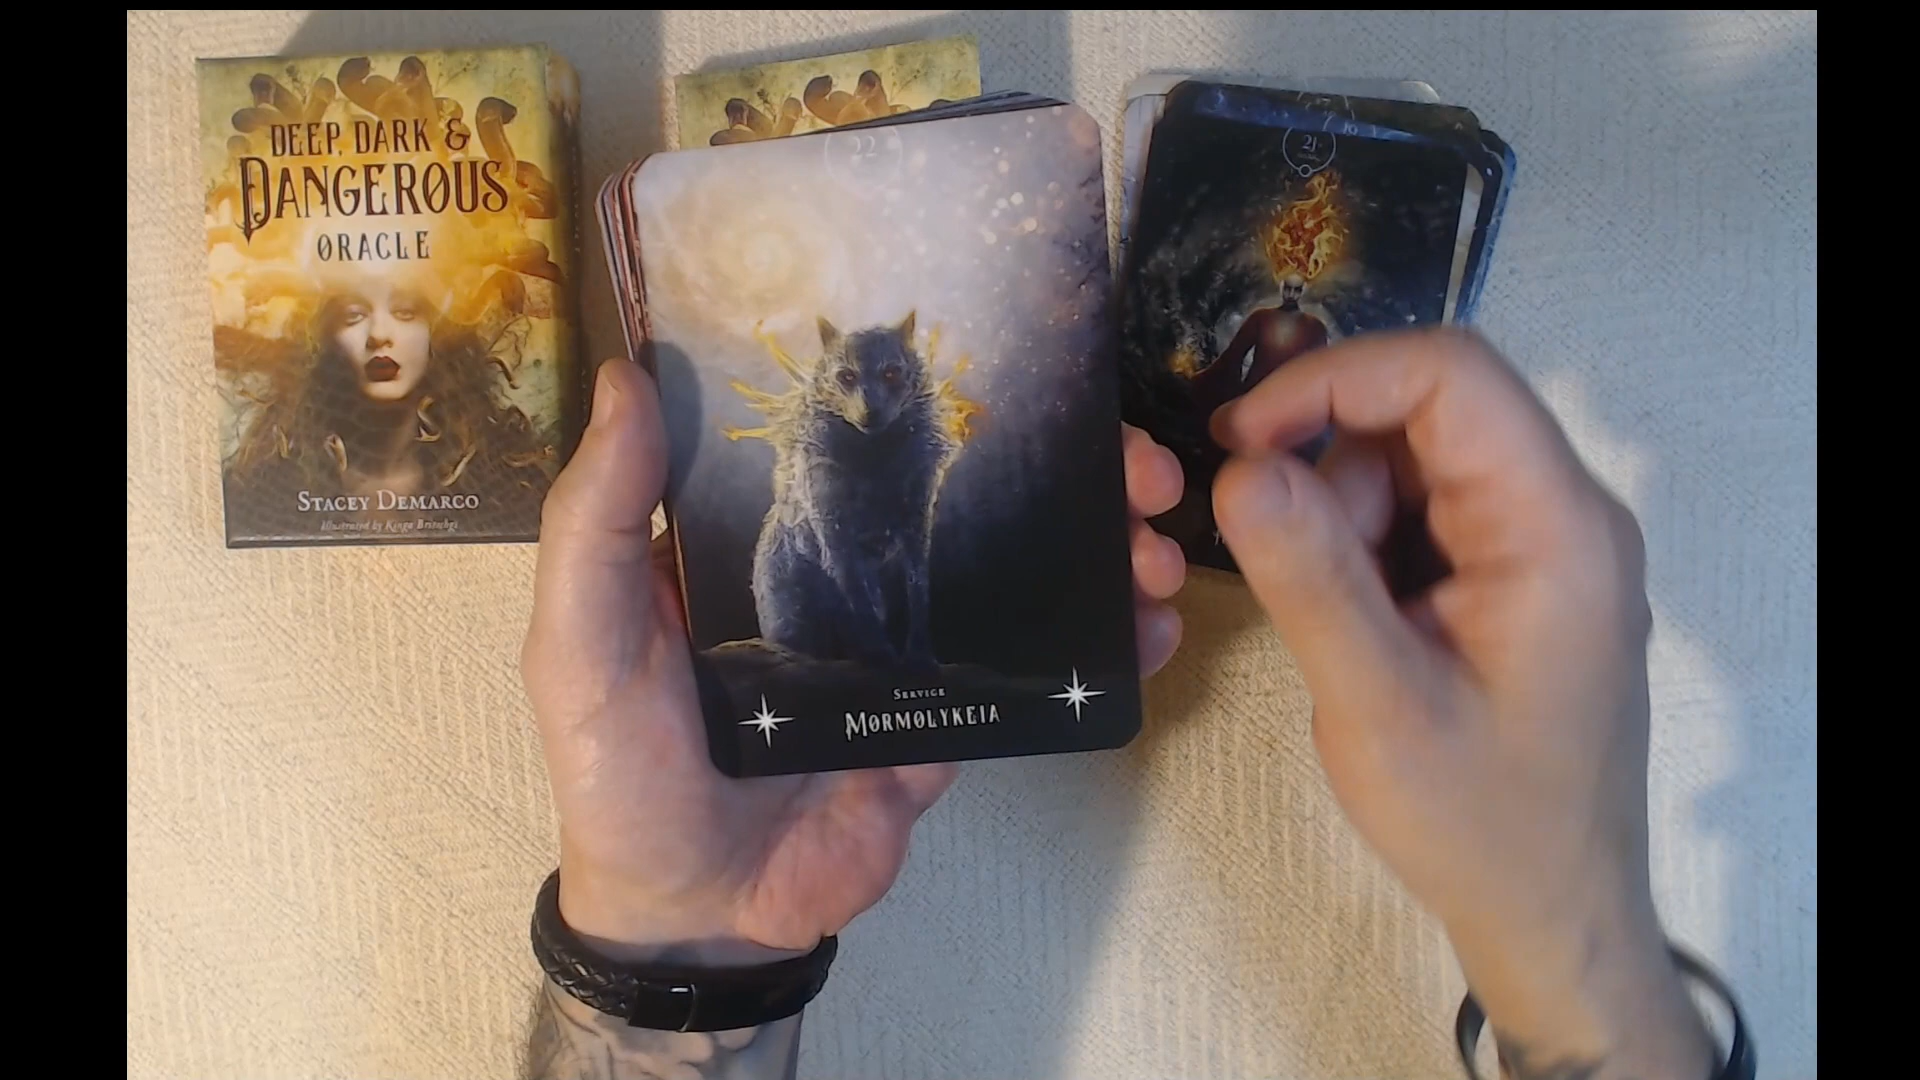 DEEP, DARK &
DANGEROUS
ORACLE
STACEY DEMARCO
Illustrated by Kinga Britschgi
22
SERVICE
MORMOLYKEIA
21